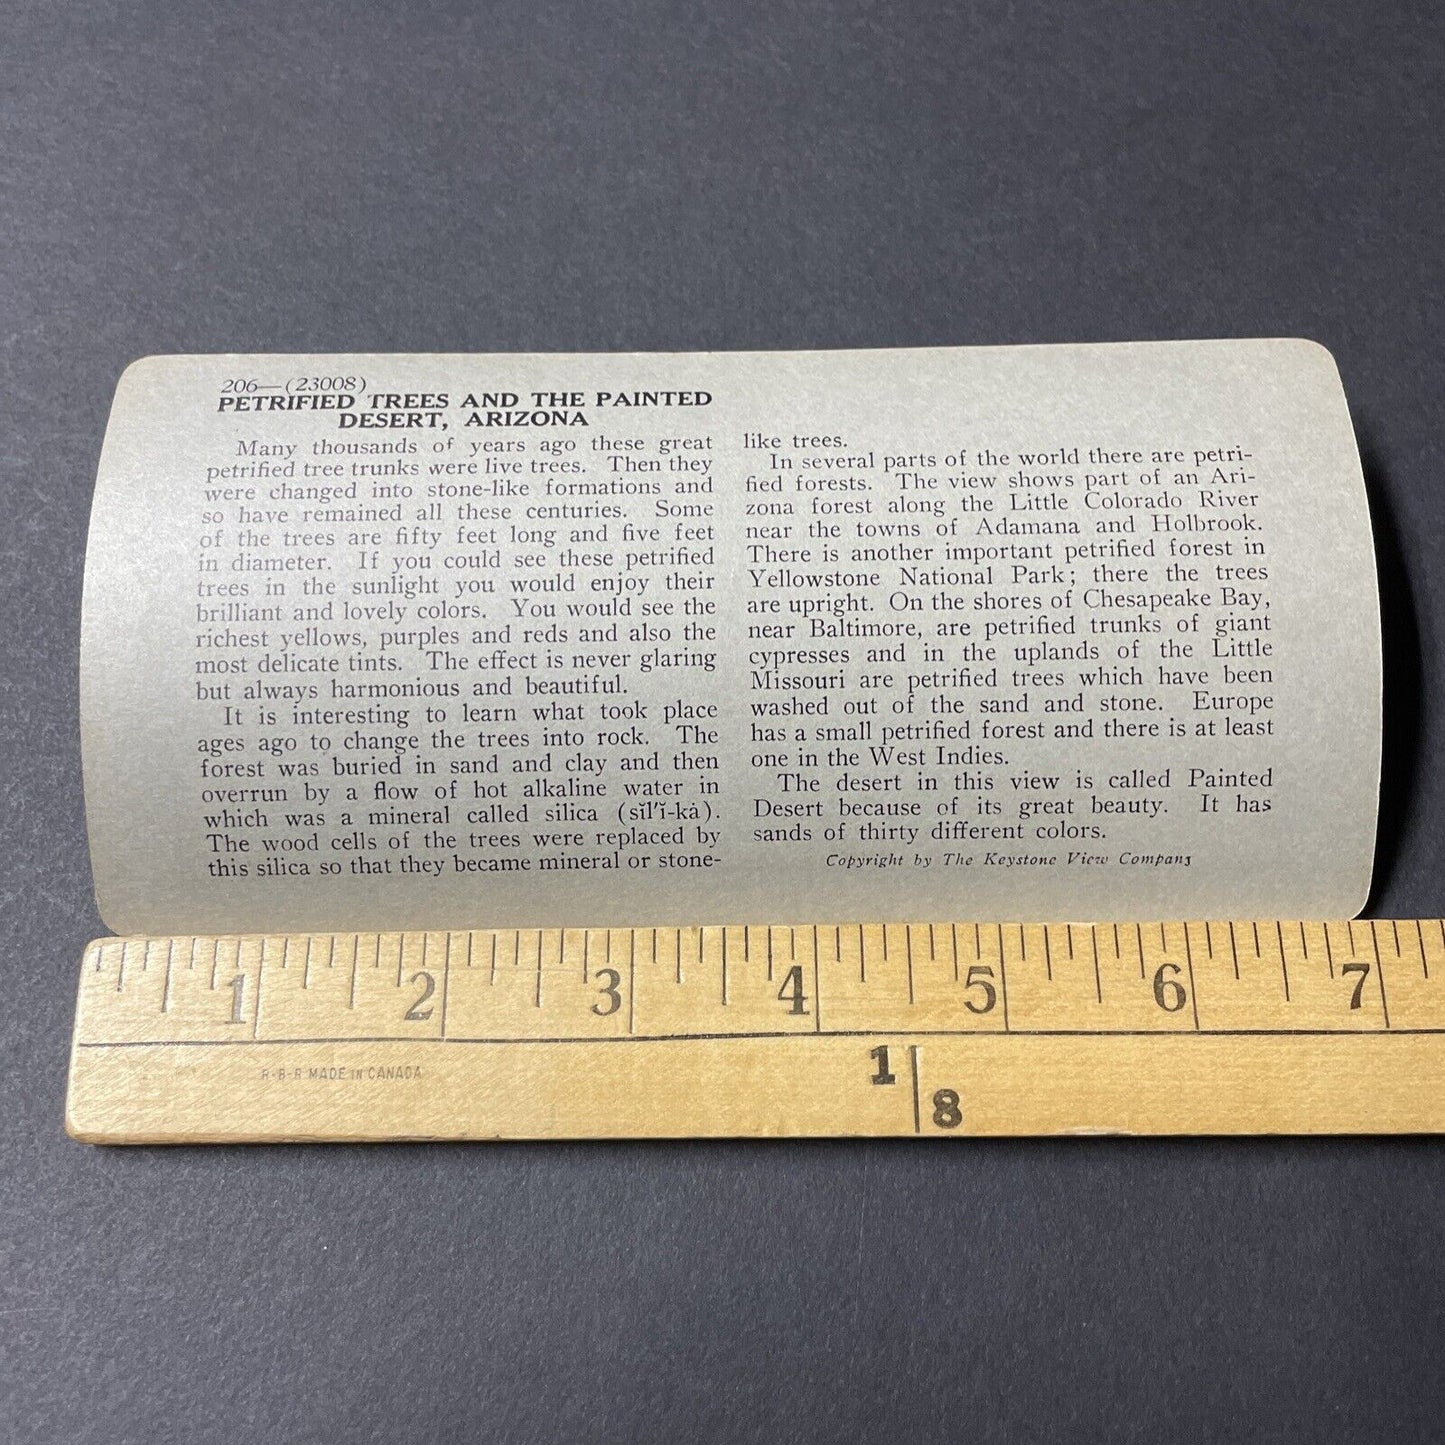 206—(23008)
PETRIFIED TREES AND THE PAINTED
DESERT, ARIZONA
Many thousands of years ago these great
petrified tree trunks were live trees. Then they
were changed into stone-like formations and
so have remained all these centuries. Some
of the trees are fifty feet long and five feet
in diameter. If you could see these petrified
trees in the sunlight you would enjoy their
brilliant and lovely colors. You would see the
richest yellows, purples and reds and also the
most delicate tints. The effect is never glaring
but always harmonious and beautiful.
It is interesting to learn what took place
ages ago to change the trees into rock. The
forest was buried in sand and clay and then
overrun by a flow of hot alkaline water in
which was a mineral called silica (sĭl'ĭ-kȧ).
The wood cells of the trees were replaced by
this silica so that they became mineral or stone-
like trees.
In several parts of the world there are petri-
fied forests. The view shows part of an Ari-
zona forest along the Little Colorado River
near the towns of Adamana and Holbrook.
There is another important petrified forest in
Yellowstone National Park; there the trees
are upright. On the shores of Chesapeake Bay,
near Baltimore, are petrified trunks of giant
cypresses and in the uplands of the Little
Missouri are petrified trees which have been
washed out of the sand and stone. Europe
has a small petrified forest and there is at least
one in the West Indies.
The desert in this view is called Painted
Desert because of its great beauty. It has
sands of thirty different colors.
Copyright by The Keystone View Company
1 2 3 4 5 6 7
R-B-R MADE IN CANADA
1
8